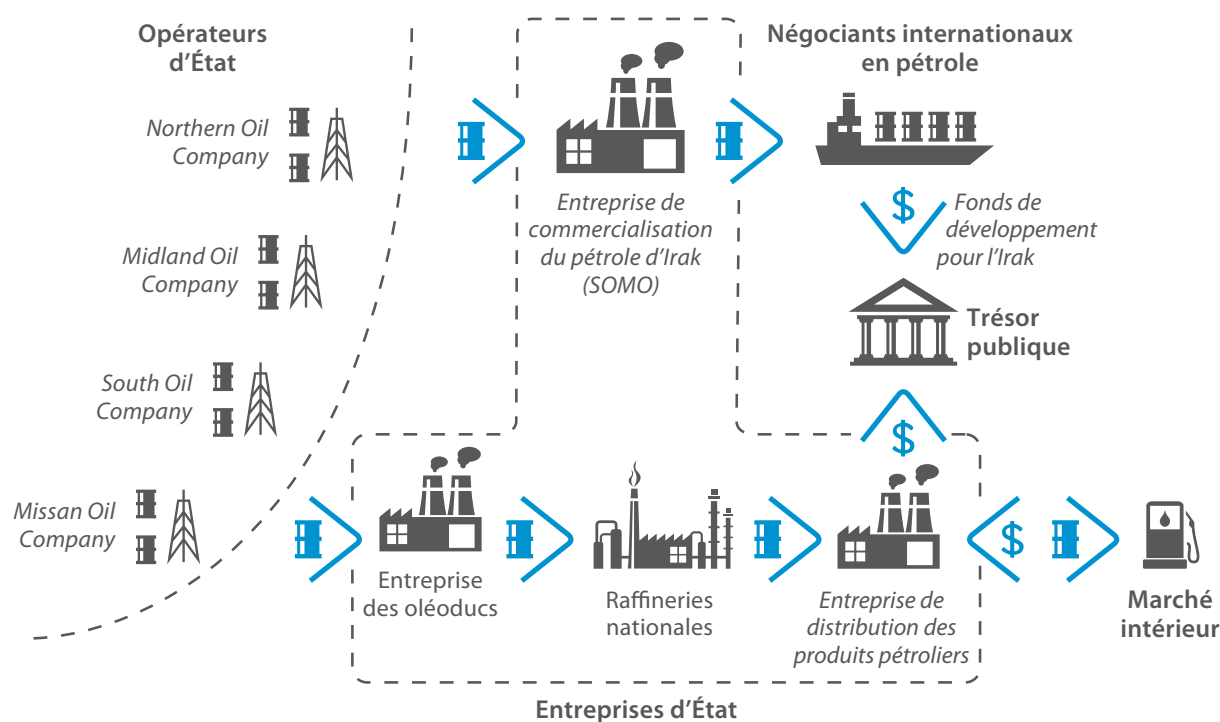 Opérateurs
d’État
Northern Oil
Company
Midland Oil
Company
South Oil
Company
Missan Oil
Company
Entreprise de
commercialisation
du pétrole d’Irak
(SOMO)
Négociants internationaux
en pétrole
$
Fonds de
développement
pour l’Irak
Trésor
publique
$
Entreprise
des oléoducs
Raffineries
nationales
Entreprise de
distribution des
produits pétroliers
$
Marché
intérieur
Entreprises d’État